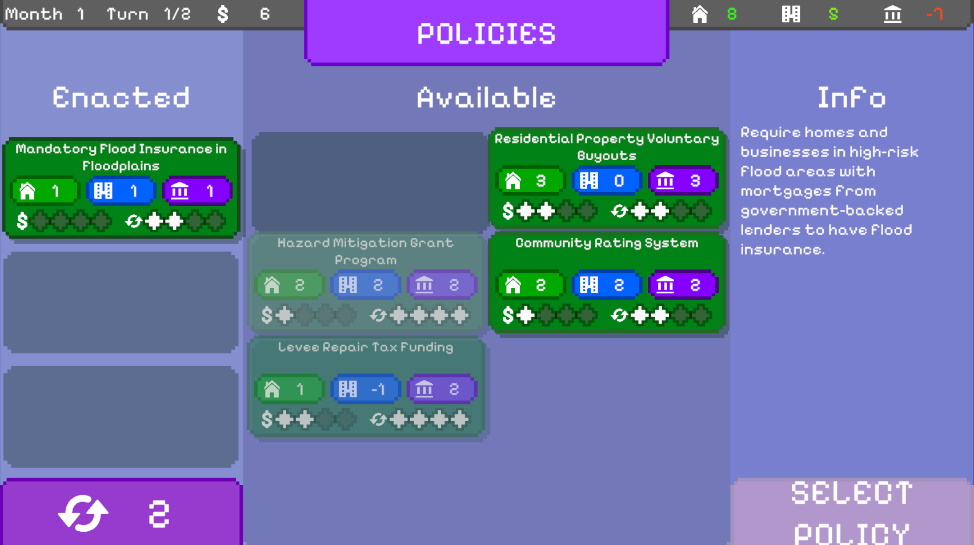 Month 1 Turn 1/2 $ 6
POLICIES
8
-1
Enacted
Available
Info
Mandatory Flood Insurance in
Floodplains
1 1 1
$
Residential Property Voluntary
Buyouts
3 0 3
$
Hazard Mitigation Grant
Program
2 2 2
$
Community Rating System
2 2 2
$
Levee Repair Tax Funding
1 -1 2
$
Require homes and
businesses in high-risk
flood areas with
mortgages from
government-backed
lenders to have flood
insurance.
2
SELECT
POLICY